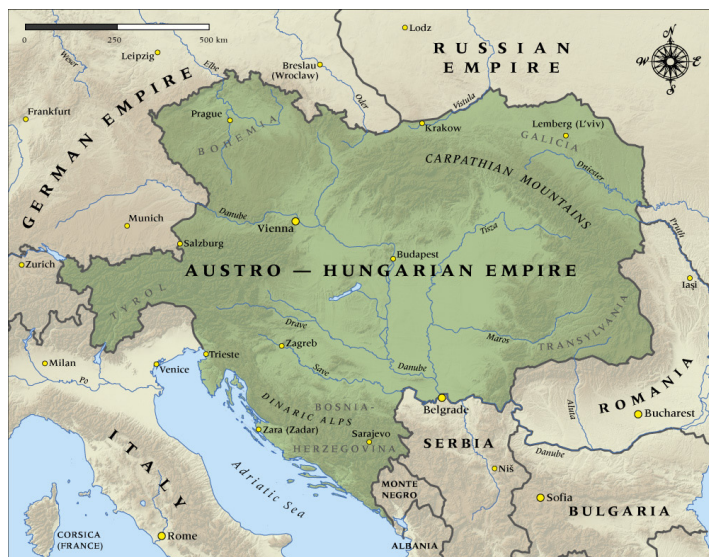 0
250
500 km
Lodz
N
W
E
S
Leipzig
Weser
Elbe
Breslau
(Wroclaw)
Oder
RUSSIAN
EMPIRE
Vistula
Frankfurt
GERMAN EMPIRE
Prague
BOHEMIA
Krakow
Lemberg (L'viv)
GALICIA
CARPATHIAN MOUNTAINS
Dniester
Munich
Danube
Vienna
Tisza
Pruth
Salzburg
Budapest
Zurich
AUSTRO — HUNGARIAN EMPIRE
Iaşi
TYROL
Drave
Maros
TRANSYLVANIA
Zagreb
Milan
Venice
Trieste
Save
Danube
Po
Aluta
ROMANIA
Belgrade
Bucharest
DINARIC ALPS
BOSNIA-
HERZEGOVINA
Zara (Zadar)
Sarajevo
SERBIA
ITALY
Danube
Adriatic Sea
Niš
MONTE
NEGRO
Sofia
BULGARIA
CORSICA
(FRANCE)
Rome
ALBANIA